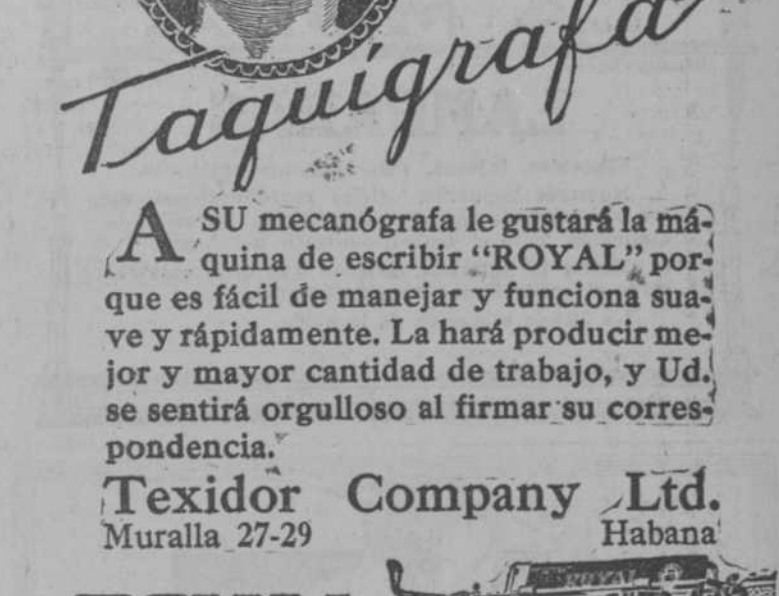 Taquígrafa
A SU mecanógrafa le gustará la má-
quina de escribir "ROYAL" por-
que es fácil de manejar y funciona sua-
ve y rápidamente. La hará producir me-
jor y mayor cantidad de trabajo, y Ud.
se sentirá orgulloso al firmar su corres-
pondencia.
Texidor Company Ltd.
Muralla 27-29 Habana
ROYAL